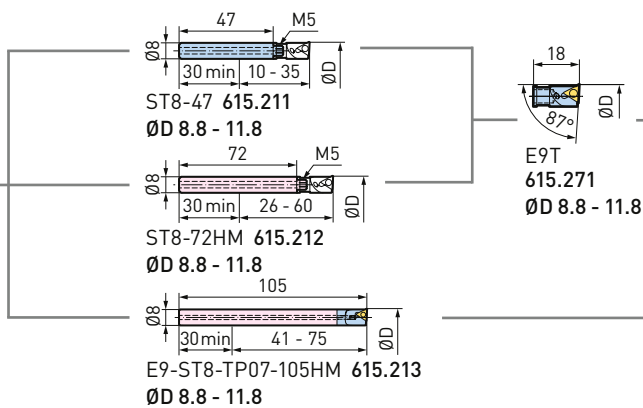 47
M5
Ø8
ØD
30 min
10 - 35
ST8-47 615.211
ØD 8.8 - 11.8
72
M5
Ø8
ØD
30 min
26 - 60
ST8-72HM 615.212
ØD 8.8 - 11.8
105
Ø8
ØD
30min
41 - 75
E9-ST8-TP07-105HM 615.213
ØD 8.8 - 11.8
18
ØD
87°
E9T
615.271
ØD 8.8 - 11.8